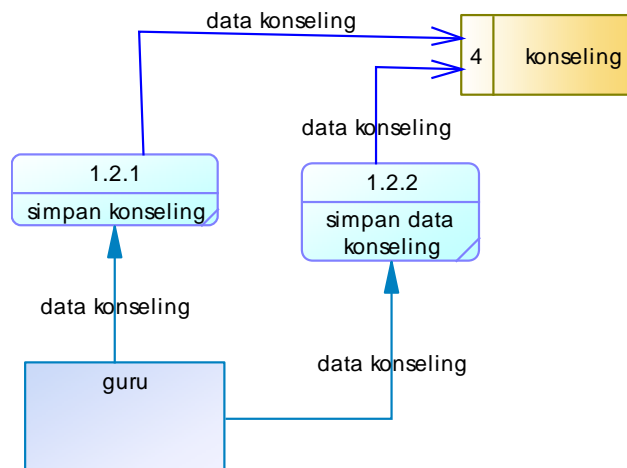 data konseling
4
konseling
data konseling
1.2.1
simpan konseling
1.2.2
simpan data
konseling
data konseling
data konseling
guru